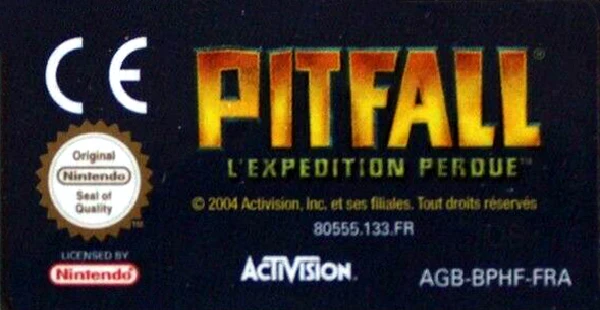 CE
PITFALL®
L'EXPEDITION PERDUE™
Original
Nintendo
Seal of
Quality
TM
© 2004 Activision, Inc. et ses filiales. Tout droits réservés
80555.133.FR
LICENSED BY
Nintendo
ACTIVISION
AGB-BPHF-FRA